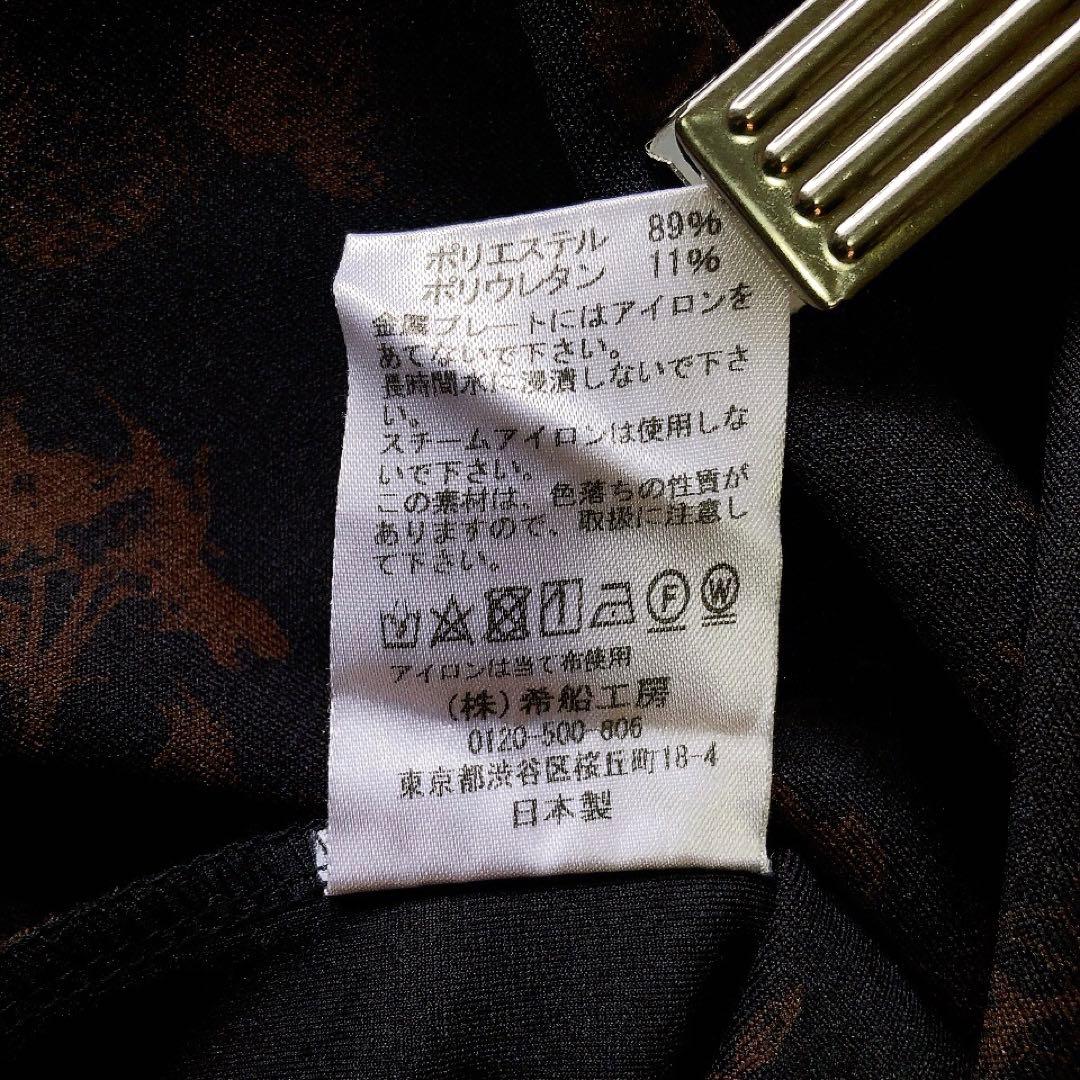 ポリエステル 89%
ポリウレタン 11%
金属プレートにはアイロンを
あてないで下さい。
長時間水に浸漬しないで下さ
い。
スチームアイロンは使用しな
いで下さい。
この素材は、色落ちの性質が
ありますので、取扱に注意し
て下さい。
F W
アイロンは当て布使用
(株)希船工房
0120-500-806
東京都渋谷区桜丘町18-4
日本製